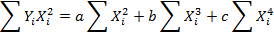 ∑ Y_i X_i^2 = a ∑ X_i^2 + b ∑ X_i^3 + c ∑ X_i^4